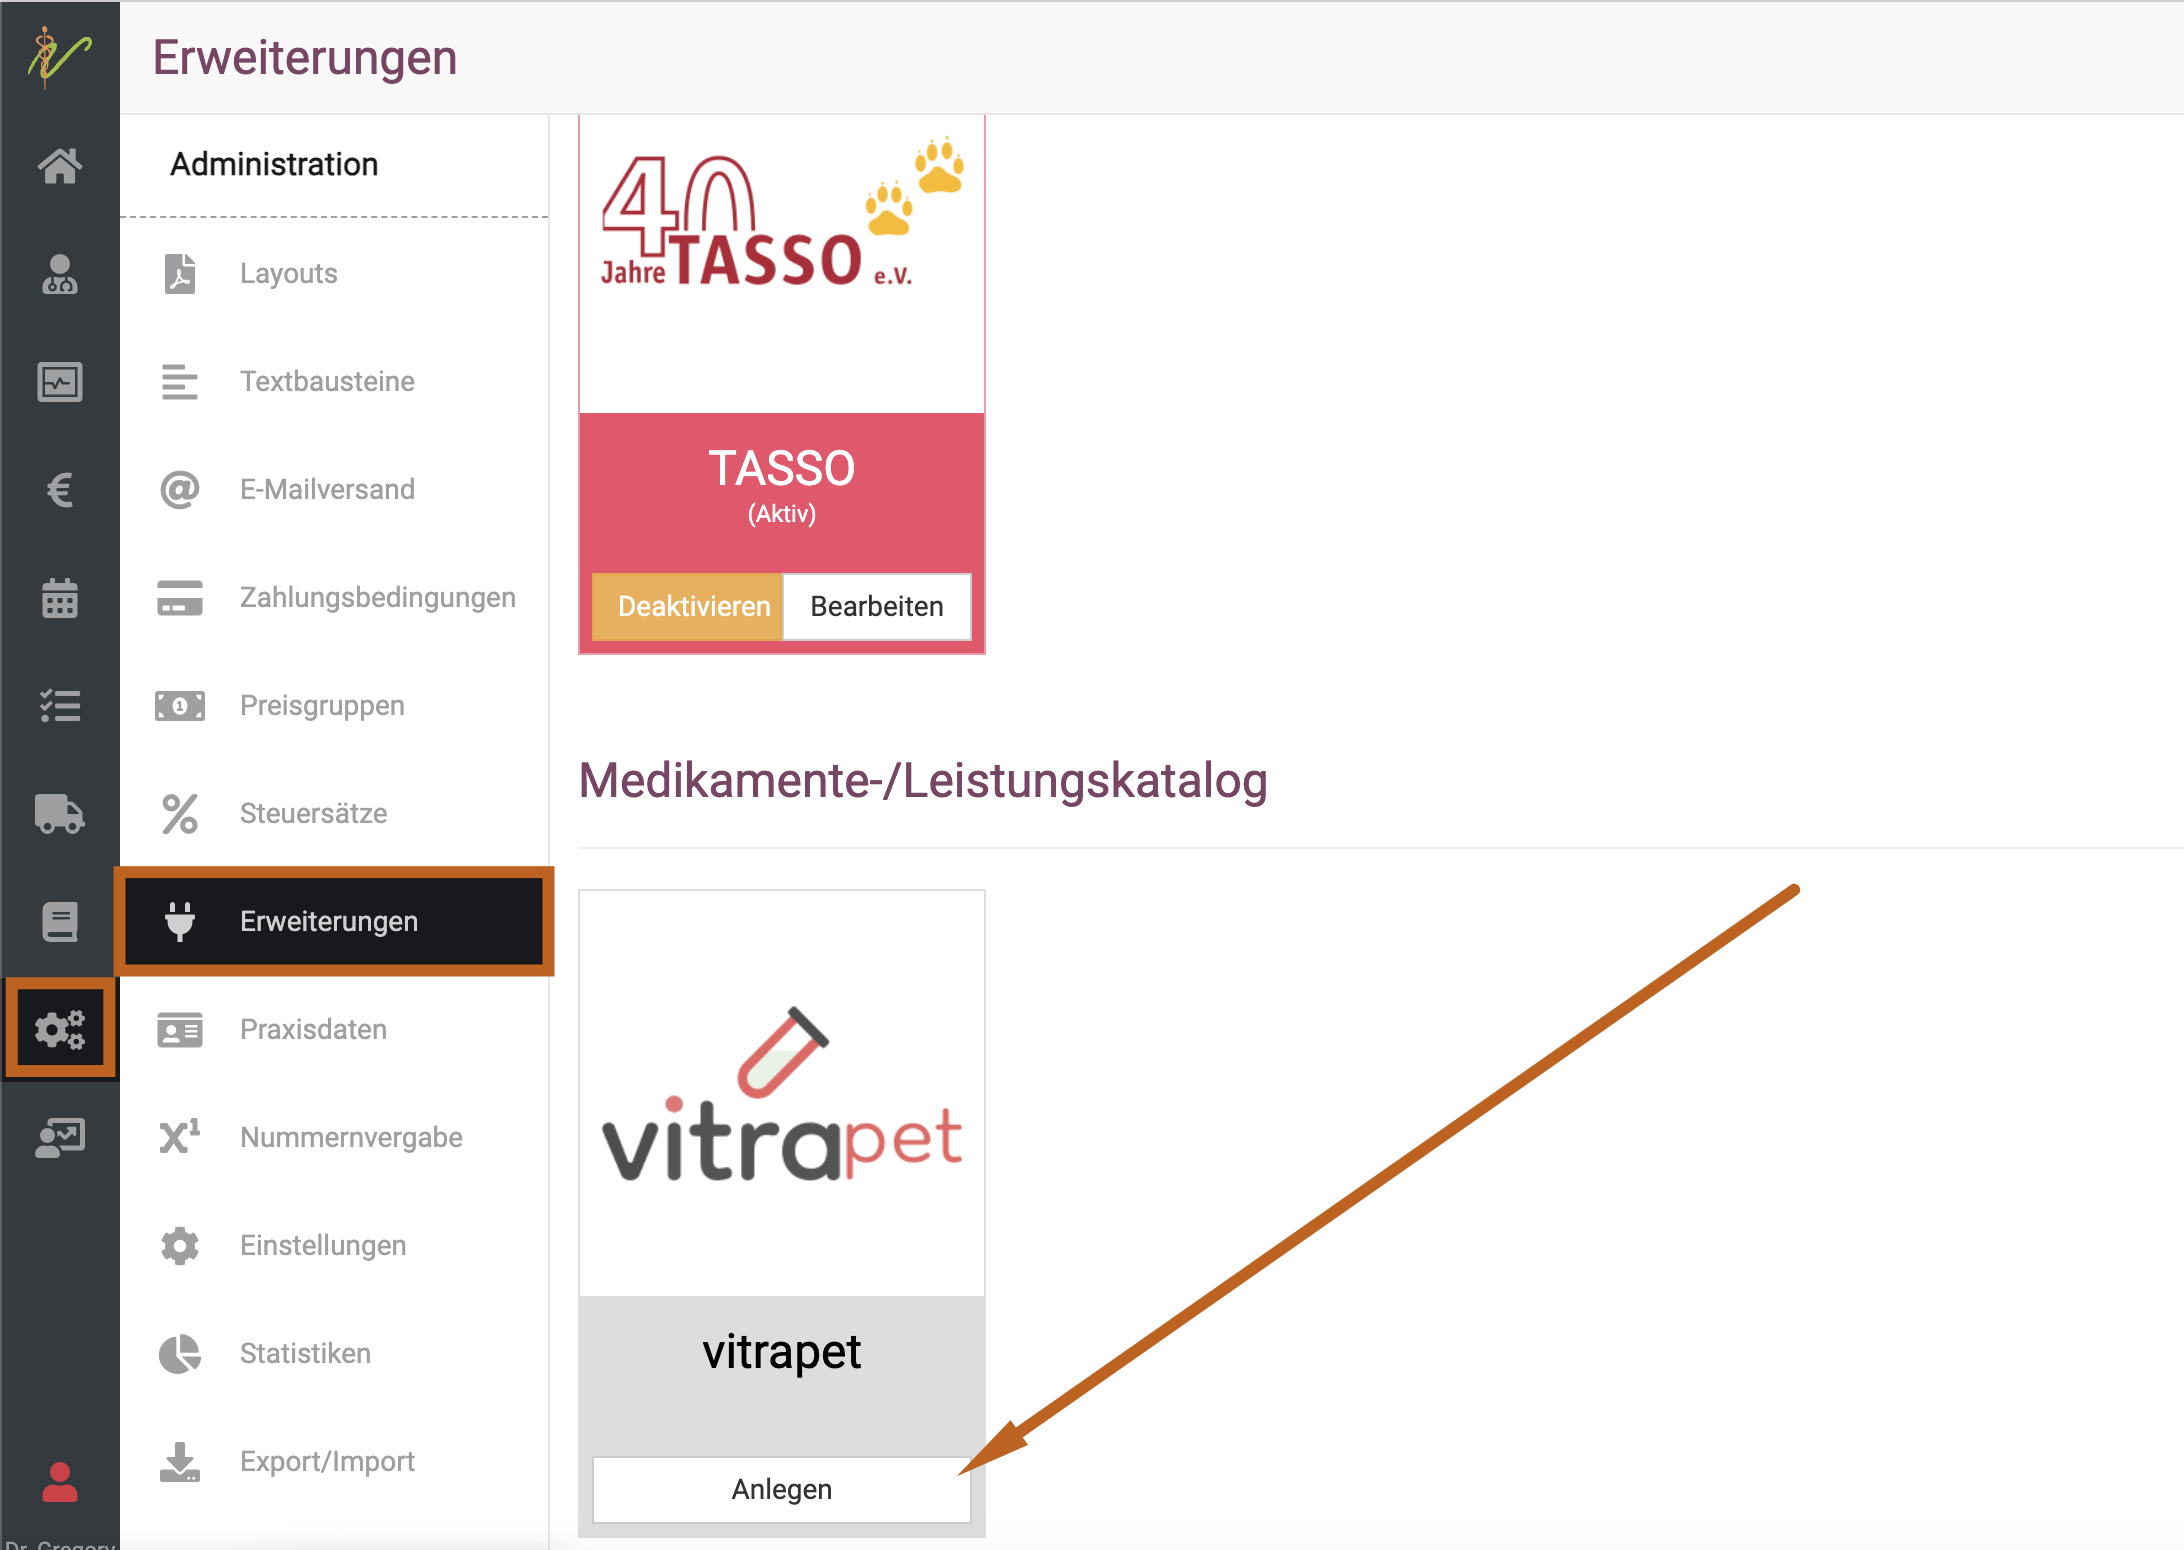 Erweiterungen
Administration
Layouts
Textbausteine
E-Mailversand
Zahlungsbedingungen
Preisgruppen
Steuersätze
Erweiterungen
Praxisdaten
Nummernvergabe
Einstellungen
Statistiken
Export/Import
Dr. Gregory
40
Jahre TASSO e.V.
TASSO
(Aktiv)
Deaktivieren
Bearbeiten
Medikamente-/Leistungskatalog
vitrapet
vitrapet
Anlegen